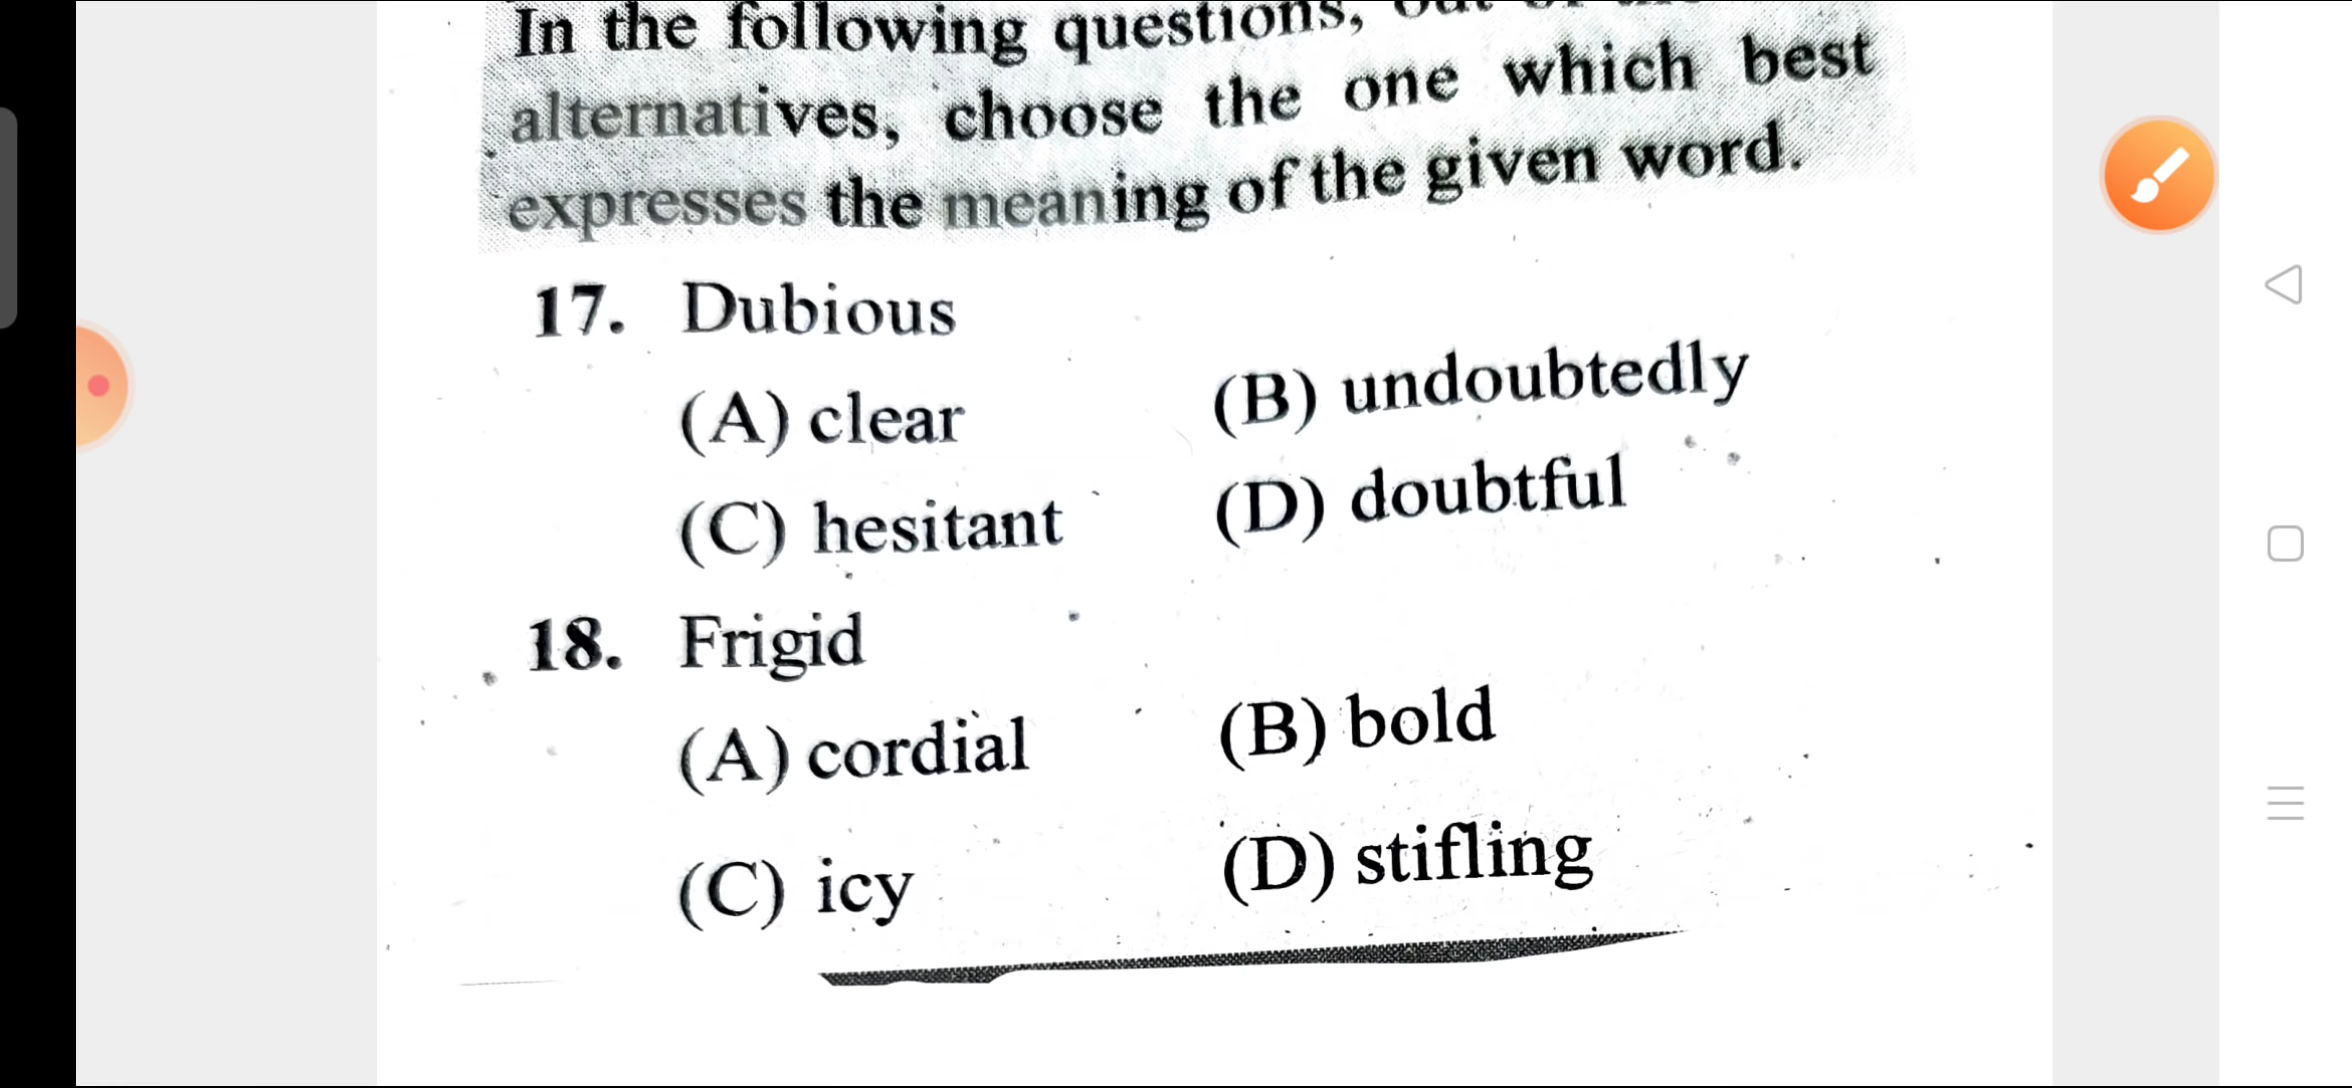 In the following questions,
alternatives, choose the one which best
expresses the meaning of the given word.
17. Dubious
(A) clear (B) undoubtedly
(C) hesitant (D) doubtful
18. Frigid
(A) cordial (B) bold
(C) icy (D) stifling